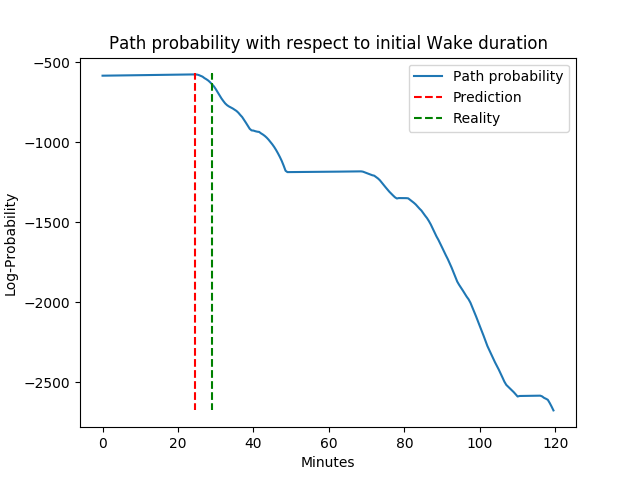 Path probability with respect to initial Wake duration
Path probability
Prediction
Reality
−500
−1000
−1500
−2000
−2500
Log-Probability
0 20 40 60 80 100 120
Minutes